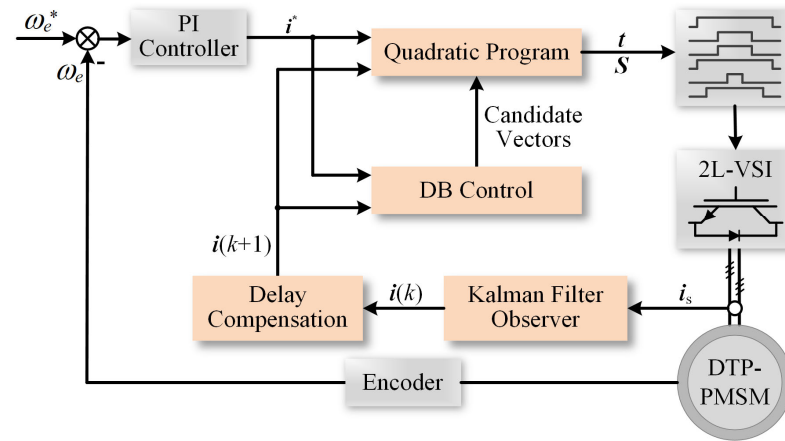 ωe*
PI
Controller
i*
Quadratic Program
t
S
ωe
-
Candidate
Vectors
2L-VSI
DB Control
i(k+1)
Delay
Compensation
i(k)
Kalman Filter
Observer
is
Encoder
DTP-
PMSM